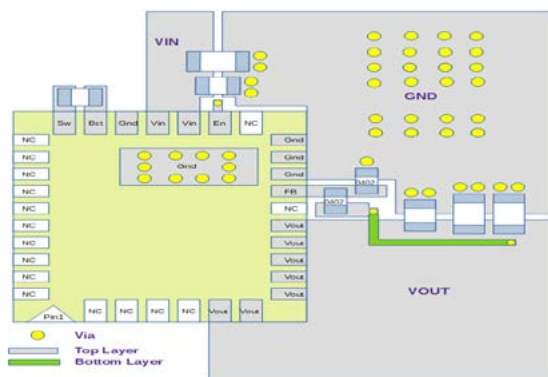 VIN
GND
Sw Bst Gnd Vin Vin En NC
NC Gnd
NC Gnd
Gnd
NC Gnd
0402
NC FB
0402
NC NC
NC Vout
NC Vout
NC Vout
NC Vout
NC Vout
VOUT
NC NC NC NC Vout Vout
Pin1
Via
Top Layer
Bottom Layer